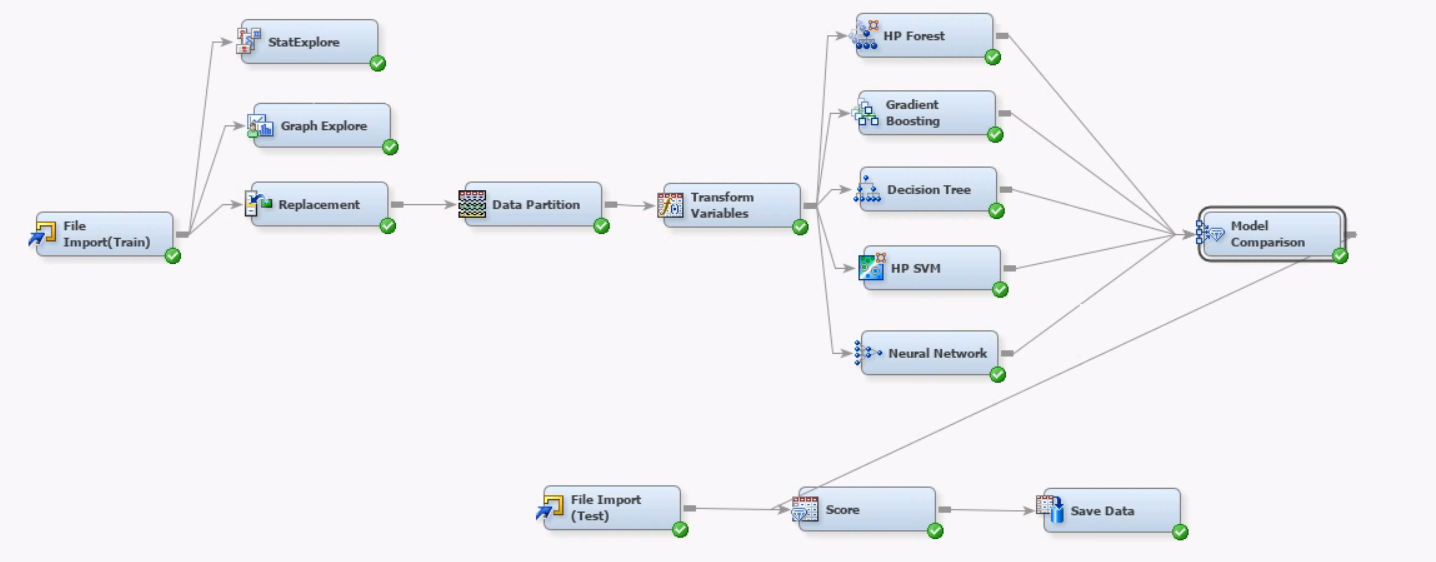 StatExplore
Graph Explore
Replacement
File
Import(Train)
Data Partition
Transform
Variables
HP Forest
Gradient
Boosting
Decision Tree
HP SVM
Neural Network
Model
Comparison
File Import
(Test)
Score
Save Data